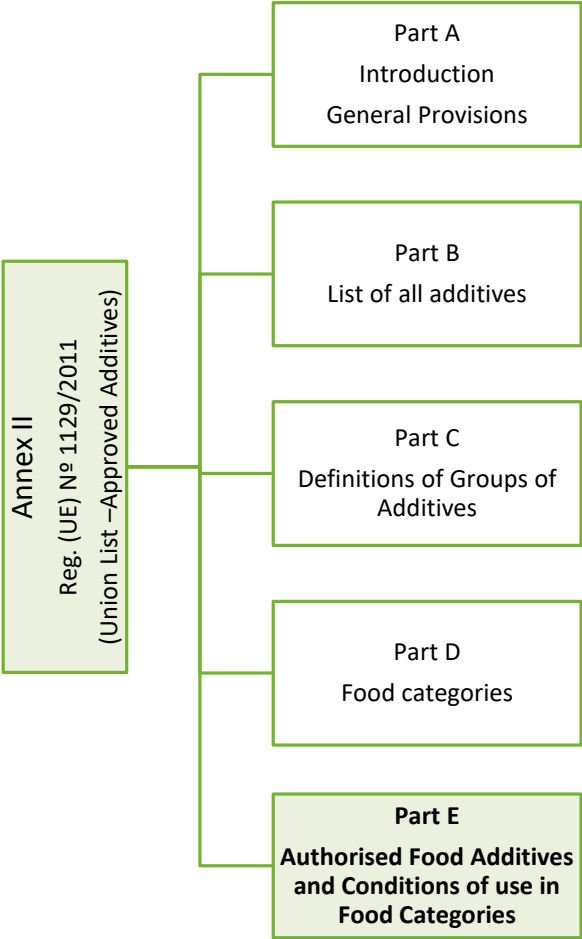 Annex II
Reg. (UE) Nº 1129/2011
(Union List –Approved Additives)
Part A
Introduction
General Provisions
Part B
List of all additives
Part C
Definitions of Groups of
Additives
Part D
Food categories
Part E
Authorised Food Additives
and Conditions of use in
Food Categories